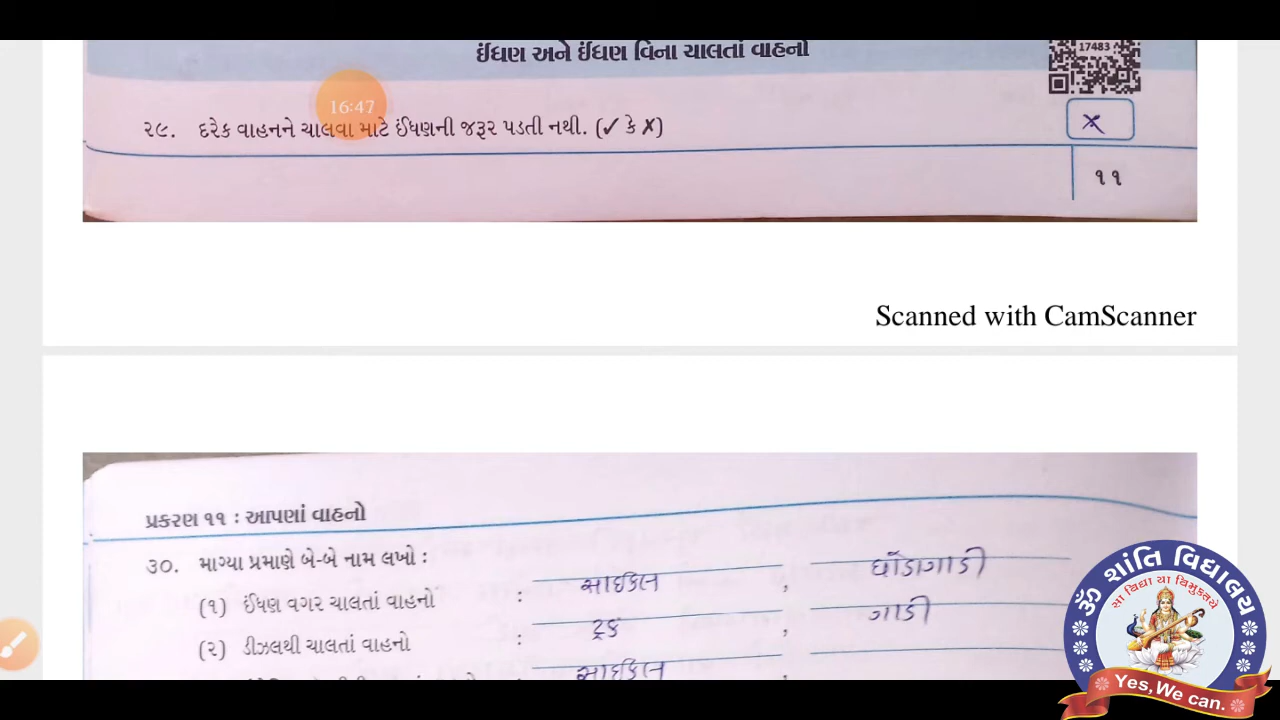 ઈંધણ અને ઈંધણ વિના ચાલતાં વાહનો
17483
16:47
૨૯. દરેક વાહનને ચાલવા માટે ઈંધણની જરૂર પડતી નથી. (✓ કે ✗) ✗
૧૧
Scanned with CamScanner
પ્રકરણ ૧૧ : આપણાં વાહનો
૩૦. માગ્યા પ્રમાણે બે-બે નામ લખો :
(૧) ઈંધણ વગર ચાલતાં વાહનો : સાઇકલ , ઘોડાગાડી
(૨) ડીઝલથી ચાલતાં વાહનો : ટ્રક , ગાડી
સાઇકલ
ૐ શાંતિ વિદ્યાલય
સા વિદ્યા યા વિમુક્તયે
Yes, We can.